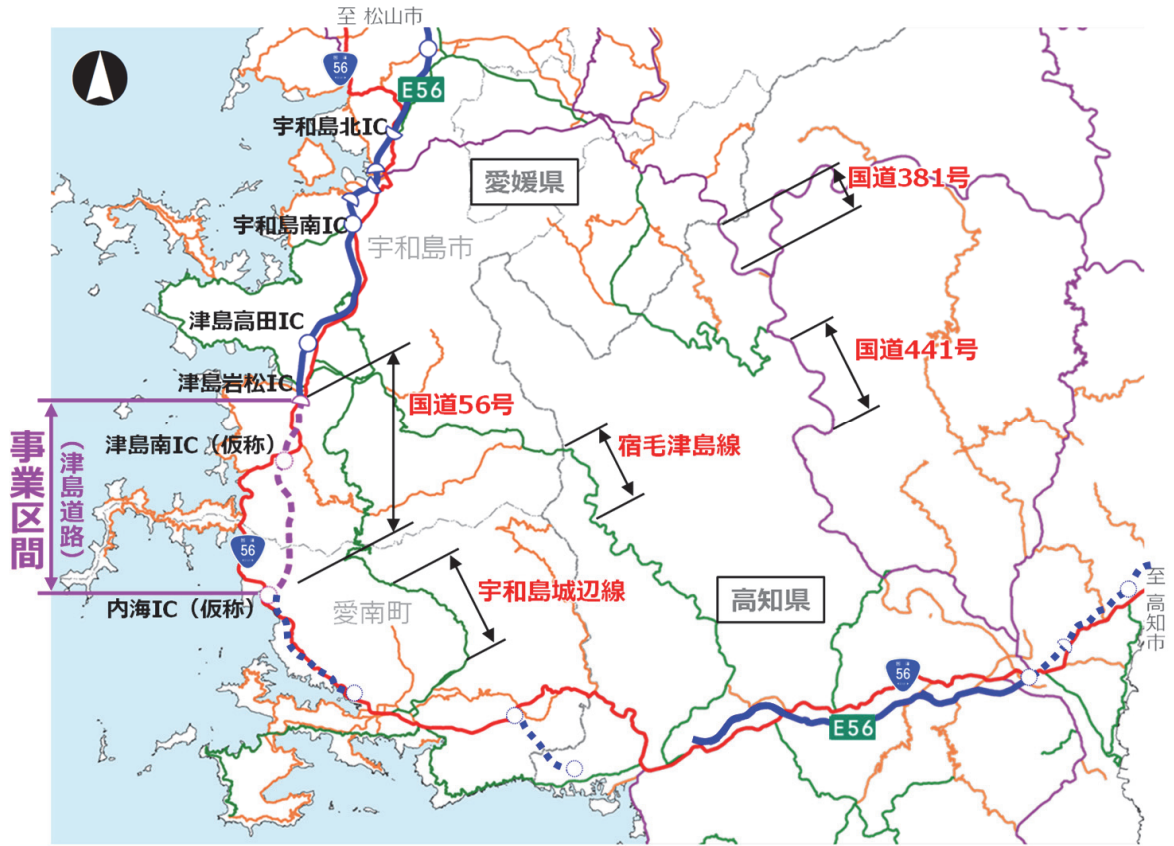 至 松山市
56
E56
宇和島北IC
愛媛県
国道381号
宇和島南IC
宇和島市
津島高田IC
国道441号
津島岩松IC
国道56号
事業区間
（津島道路）
津島南IC（仮称）
宿毛津島線
56
内海IC（仮称）
愛南町
宇和島城辺線
高知県
至 高知市
56
E56